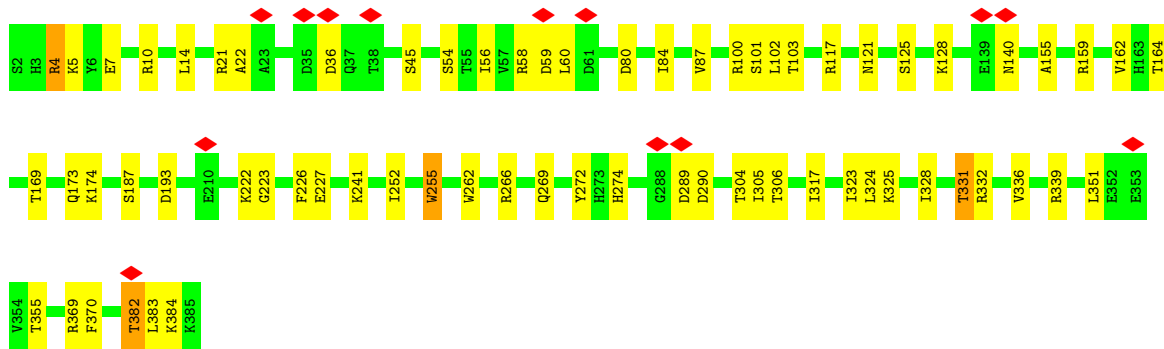 S2 H3 R4 K5 Y6 E7 R10 L14 R21 A22 A23 D35 D36 Q37 T38 S45 S54 T55 I56 V57 R58 D59 L60 D61 D80 I84 V87 R100 S101 L102 T103 R117 N121 S125 K128 E139 N140 A155 R159 V162 H163 T164
T169 Q173 K174 S187 D193 E210 K222 G223 F226 E227 K241 I252 W255 W262 R266 Q269 Y272 H273 H274 G288 D289 D290 T304 I305 T306 I317 I323 L324 K325 I328 T331 R332 V336 R339 L351 E352 E353
V354 T355 R369 F370 T382 L383 K384 K385